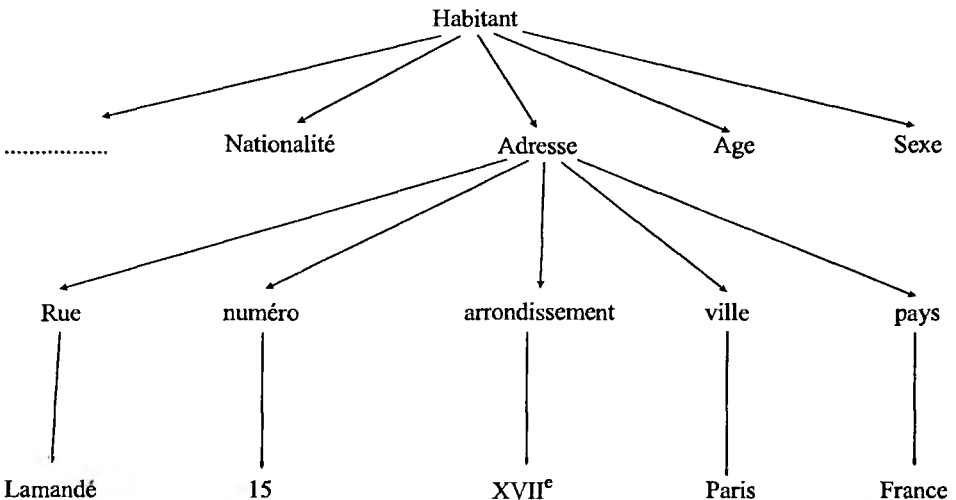 Habitant
.................. Nationalité Adresse Age Sexe
Rue numéro arrondissement ville pays
Lamandé 15 XVIIe Paris France